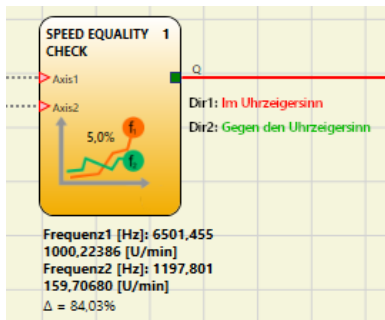 SPEED EQUALITY 1
CHECK
Q
Axis1
Axis2
Dir1: Im Uhrzeigersinn
Dir2: Gegen den Uhrzeigersinn
5,0%
f₁
f₂
Frequenz1 [Hz]: 6501,455
1000,22386 [U/min]
Frequenz2 [Hz]: 1197,801
159,70680 [U/min]
Δ = 84,03%